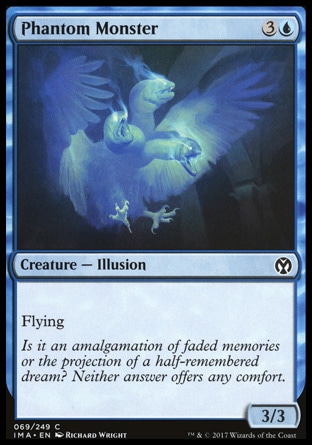 Phantom Monster 3
Creature — Illusion
Flying
Is it an amalgamation of faded memories
or the projection of a half-remembered
dream? Neither answer offers any comfort.
3/3
069/249 C
IMA • EN Richard Wright
™ & © 2017 Wizards of the Coast